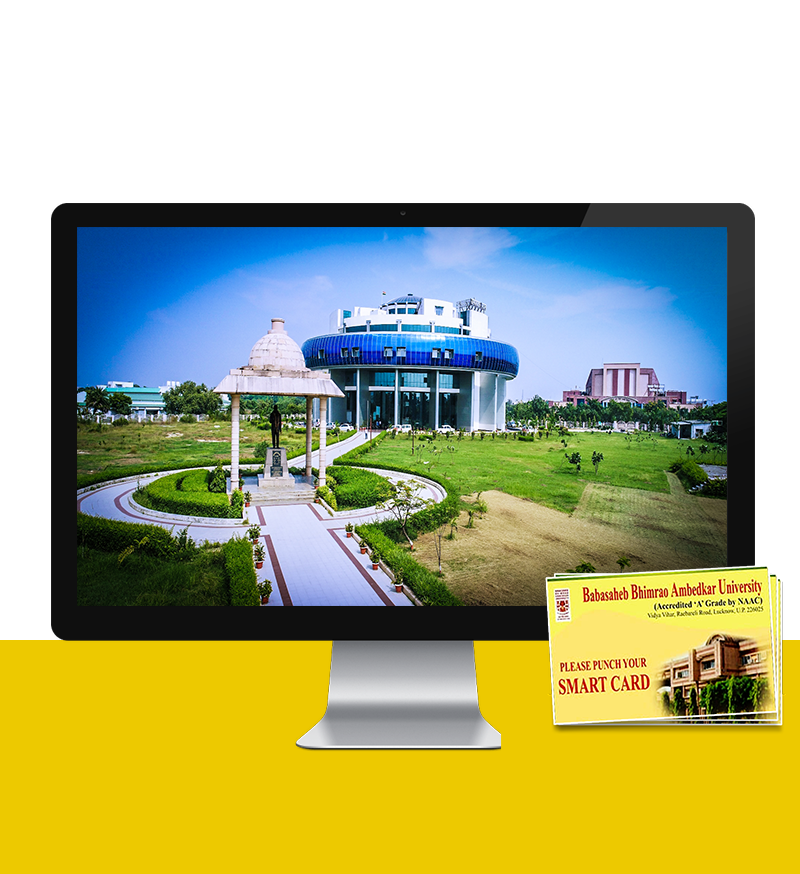 Babasaheb Bhimrao Ambedkar University
(Accredited 'A' Grade by NAAC)
Vidya Vihar, Raebareli Road, Lucknow, U.P. 226025
PLEASE PUNCH YOUR
SMART CARD